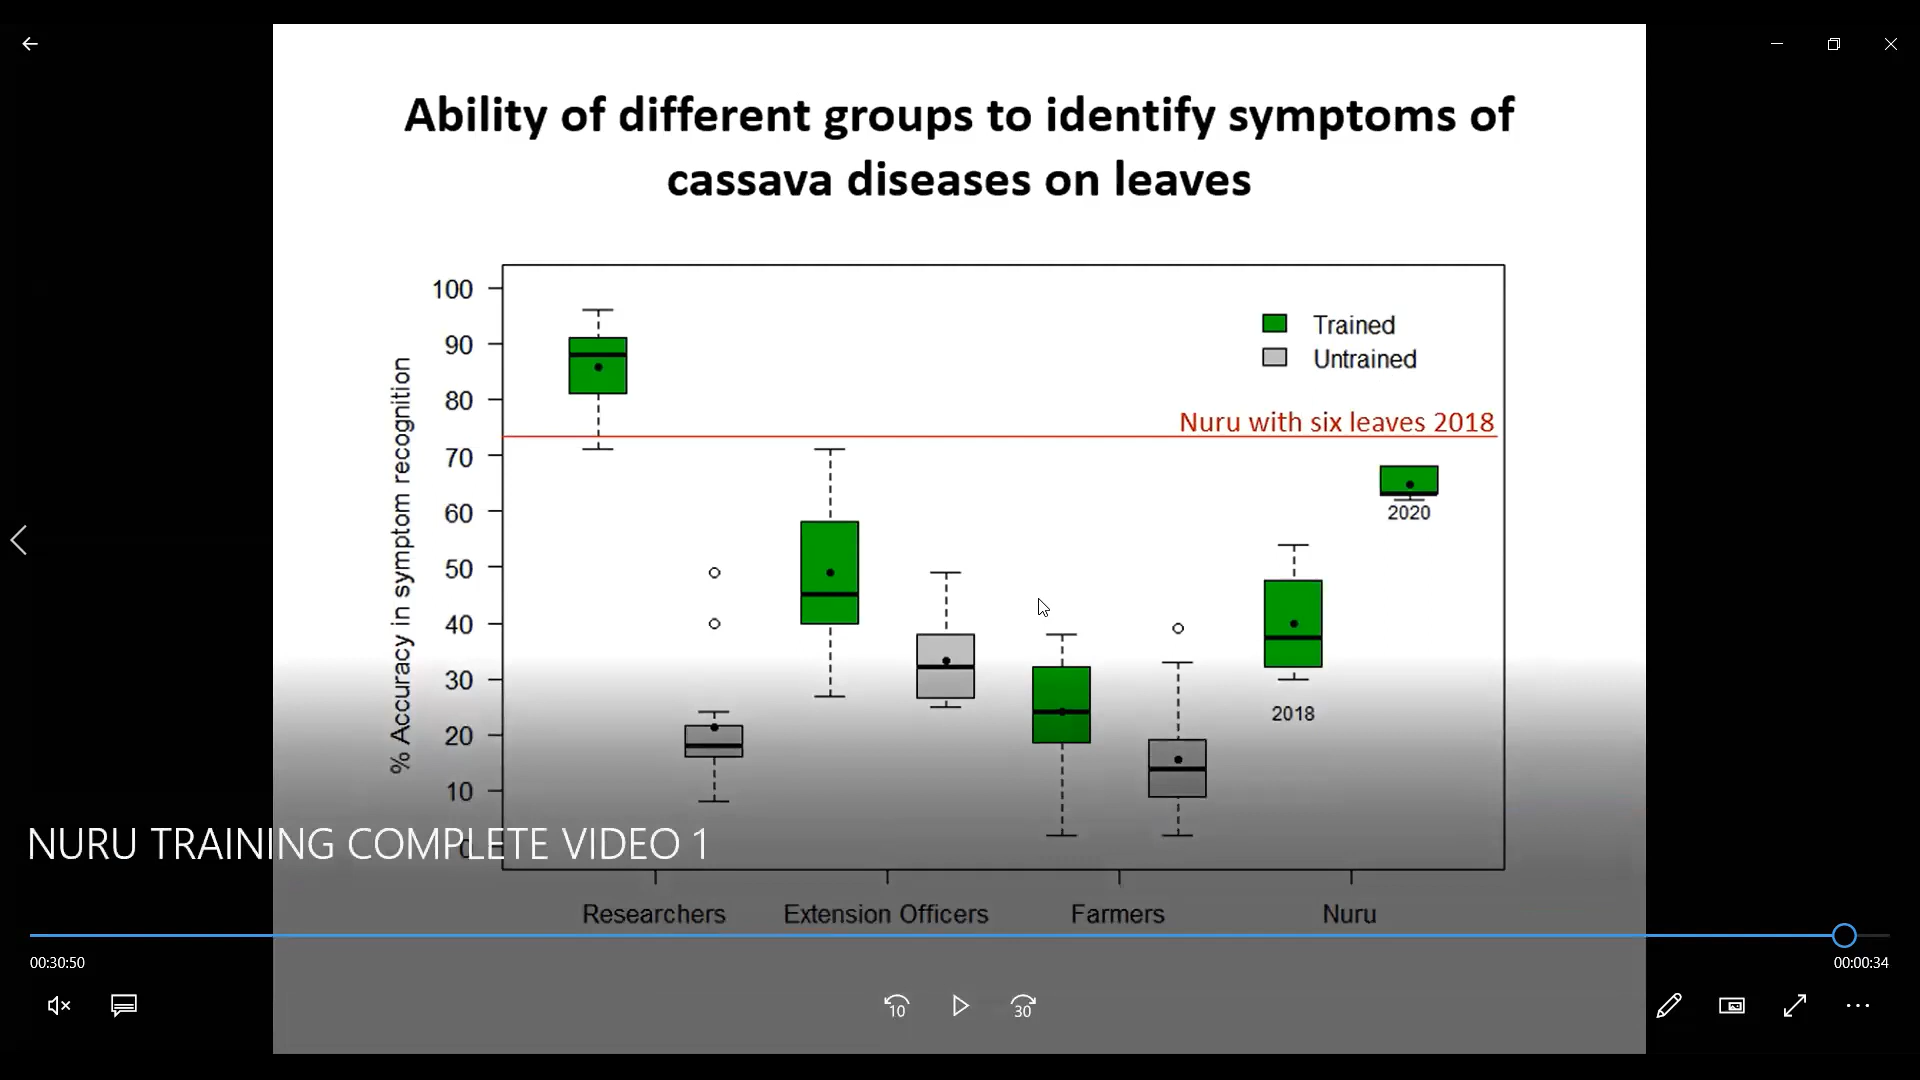 Ability of different groups to identify symptoms of
cassava diseases on leaves
% Accuracy in symptom recognition
100
90
80
70
60
50
40
30
20
10
0
Trained
Untrained
Nuru with six leaves 2018
2020
2018
NURU TRAINING COMPLETE VIDEO 1
Researchers
Extension Officers
Farmers
Nuru
00:30:50
00:00:34
10
30